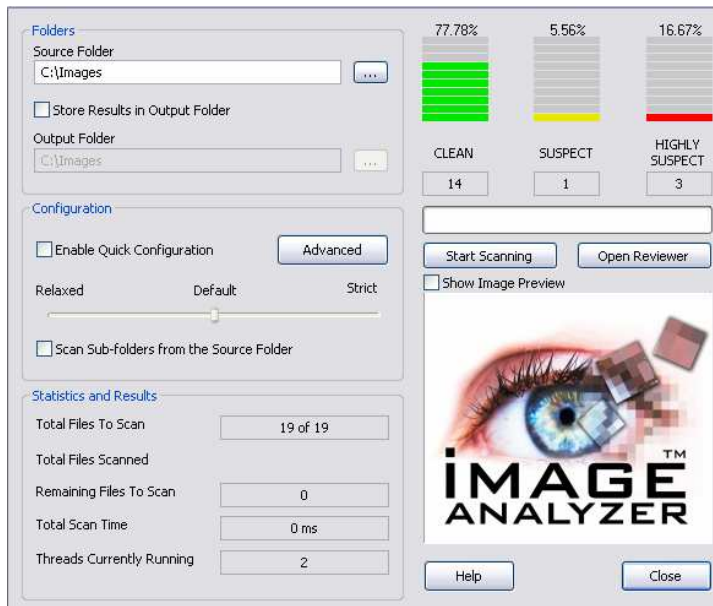 Folders
Source Folder
C:\Images
...
Store Results in Output Folder
Output Folder
C:\Images
...
Configuration
Enable Quick Configuration
Advanced
Relaxed Default Strict
Scan Sub-folders from the Source Folder
Statistics and Results
Total Files To Scan 19 of 19
Total Files Scanned
Remaining Files To Scan 0
Total Scan Time 0 ms
Threads Currently Running 2
77.78% 5.56% 16.67%
CLEAN SUSPECT HIGHLY SUSPECT
14 1 3
Start Scanning Open Reviewer
Show Image Preview
iMAGE™
ANALYZER
Help Close